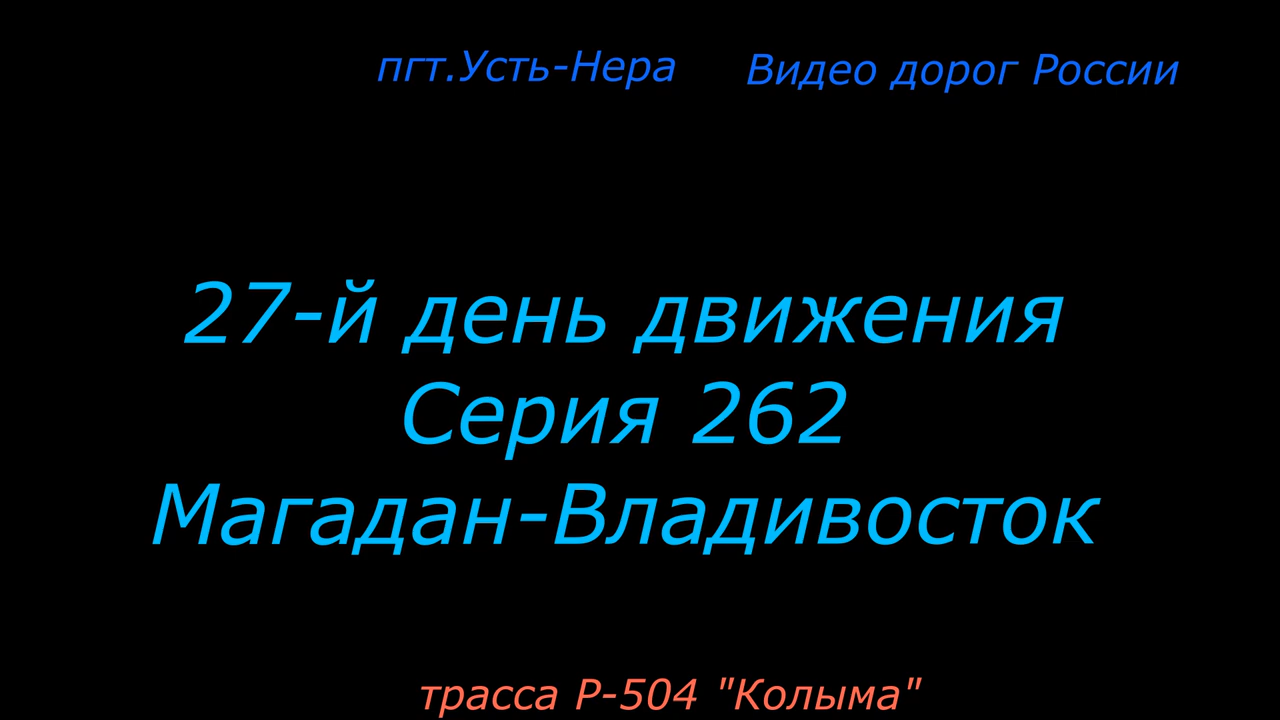 пгт.Усть-Нера
Видео дорог России
27-й день движения
Серия 262
Магадан-Владивосток
трасса Р-504 "Колыма"